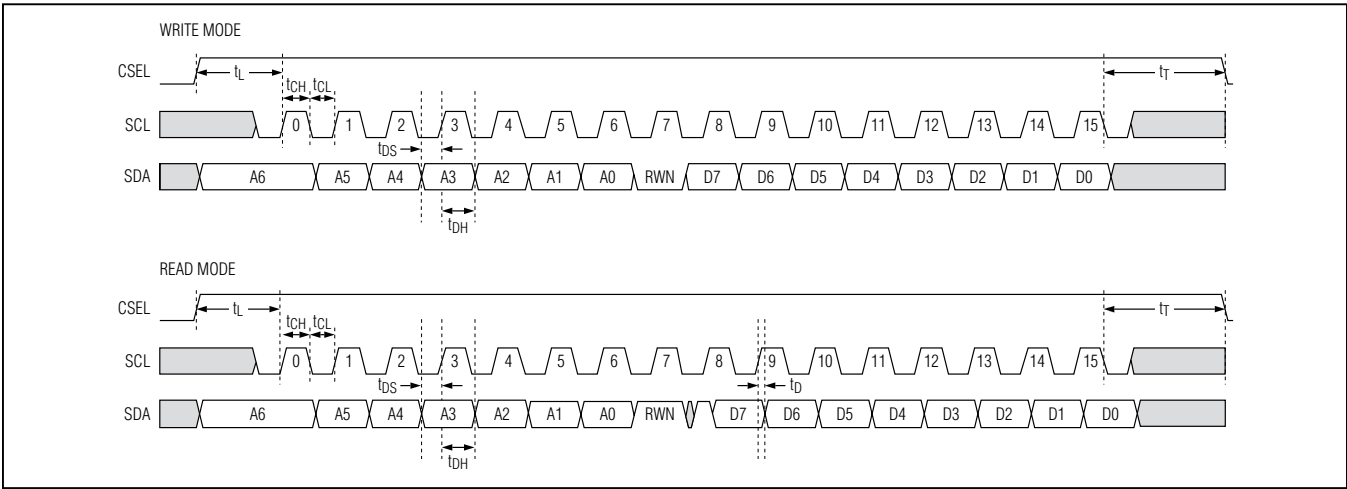 WRITE MODE
CSEL tL tT
tCH tCL
SCL 0 1 2 3 4 5 6 7 8 9 10 11 12 13 14 15
tDS
SDA A6 A5 A4 A3 A2 A1 A0 RWN D7 D6 D5 D4 D3 D2 D1 D0
tDH
READ MODE
CSEL tL tT
tCH tCL
SCL 0 1 2 3 4 5 6 7 8 9 10 11 12 13 14 15
tDS tD
SDA A6 A5 A4 A3 A2 A1 A0 RWN D7 D6 D5 D4 D3 D2 D1 D0
tDH